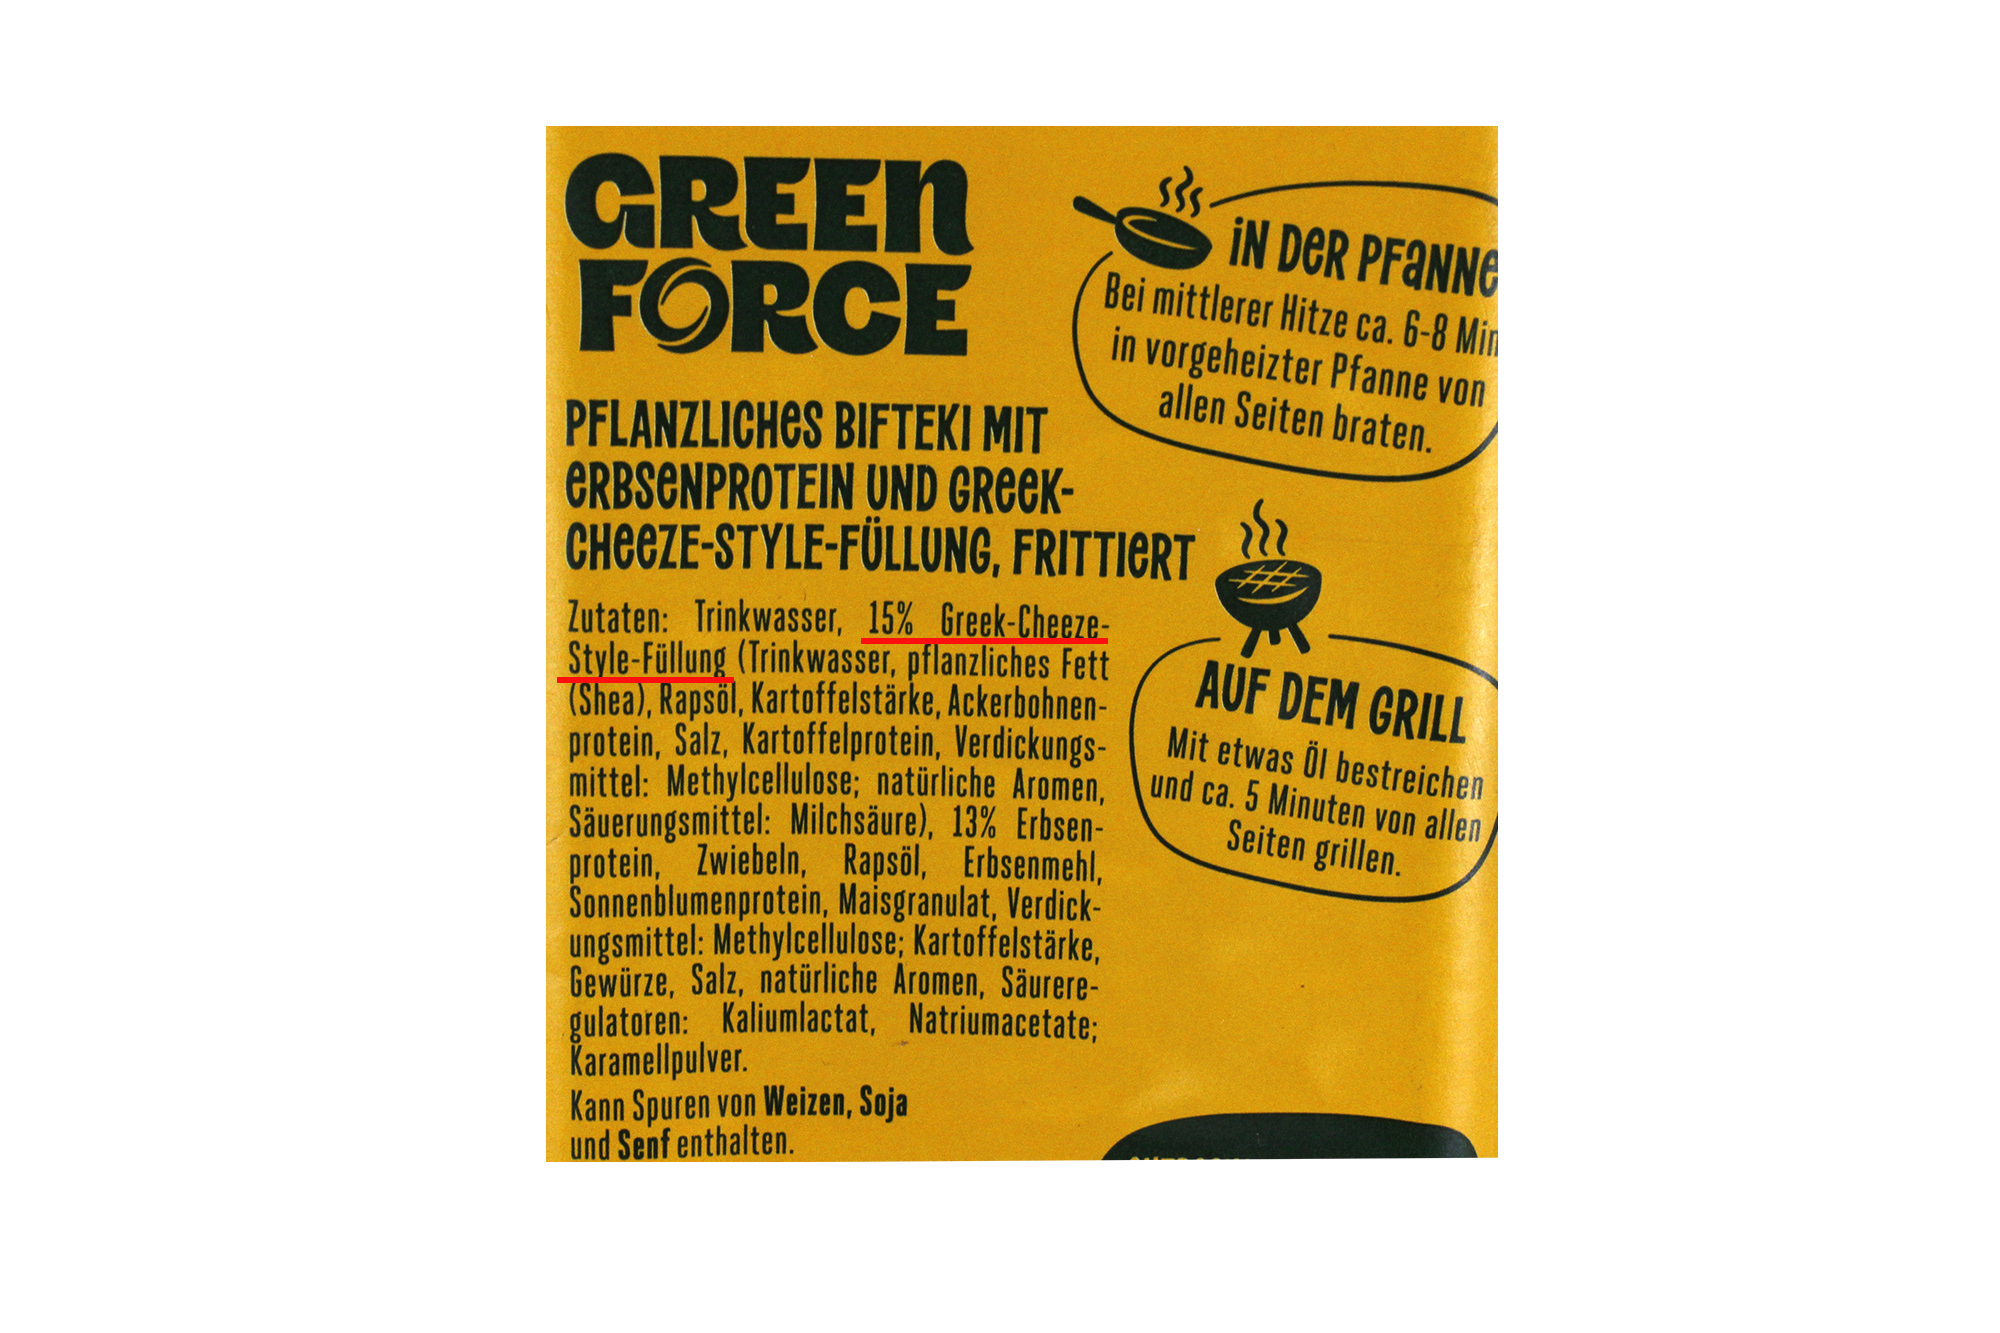 GREEN
FORCE
PFLANZLICHES BIFTEKI MIT
ERBSENPROTEIN UND GREEK-
CHEEZE-STYLE-FÜLLUNG, FRITTIERT
Zutaten: Trinkwasser, 15% Greek-Cheeze-
Style-Füllung (Trinkwasser, pflanzliches Fett
(Shea), Rapsöl, Kartoffelstärke, Ackerbohnen-
protein, Salz, Kartoffelprotein, Verdickungs-
mittel: Methylcellulose; natürliche Aromen,
Säuerungsmittel: Milchsäure), 13% Erbsen-
protein, Zwiebeln, Rapsöl, Erbsenmehl,
Sonnenblumenprotein, Maisgranulat, Verdick-
ungsmittel: Methylcellulose; Kartoffelstärke,
Gewürze, Salz, natürliche Aromen, Säurere-
gulatoren: Kaliumlactat, Natriumacetate;
Karamellpulver.
Kann Spuren von Weizen, Soja
und Senf enthalten.
IN DER PFANNE
Bei mittlerer Hitze ca. 6-8 Min
in vorgeheizter Pfanne von
allen Seiten braten.
AUF DEM GRILL
Mit etwas Öl bestreichen
und ca. 5 Minuten von allen
Seiten grillen.